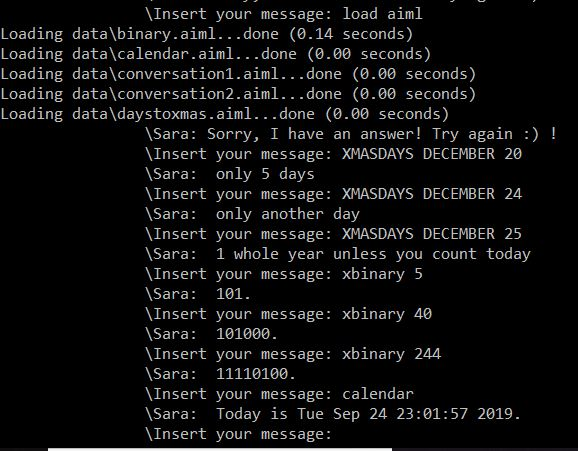 \Insert your message: load aiml
Loading data\binary.aiml...done (0.14 seconds)
Loading data\calendar.aiml...done (0.00 seconds)
Loading data\conversation1.aiml...done (0.00 seconds)
Loading data\conversation2.aiml...done (0.00 seconds)
Loading data\daystoxmas.aiml...done (0.00 seconds)
\Sara: Sorry, I have an answer! Try again :) !
\Insert your message: XMASDAYS DECEMBER 20
\Sara:  only 5 days
\Insert your message: XMASDAYS DECEMBER 24
\Sara:  only another day
\Insert your message: XMASDAYS DECEMBER 25
\Sara:  1 whole year unless you count today
\Insert your message: xbinary 5
\Sara:  101.
\Insert your message: xbinary 40
\Sara:  101000.
\Insert your message: xbinary 244
\Sara:  11110100.
\Insert your message: calendar
\Sara:  Today is Tue Sep 24 23:01:57 2019.
\Insert your message: